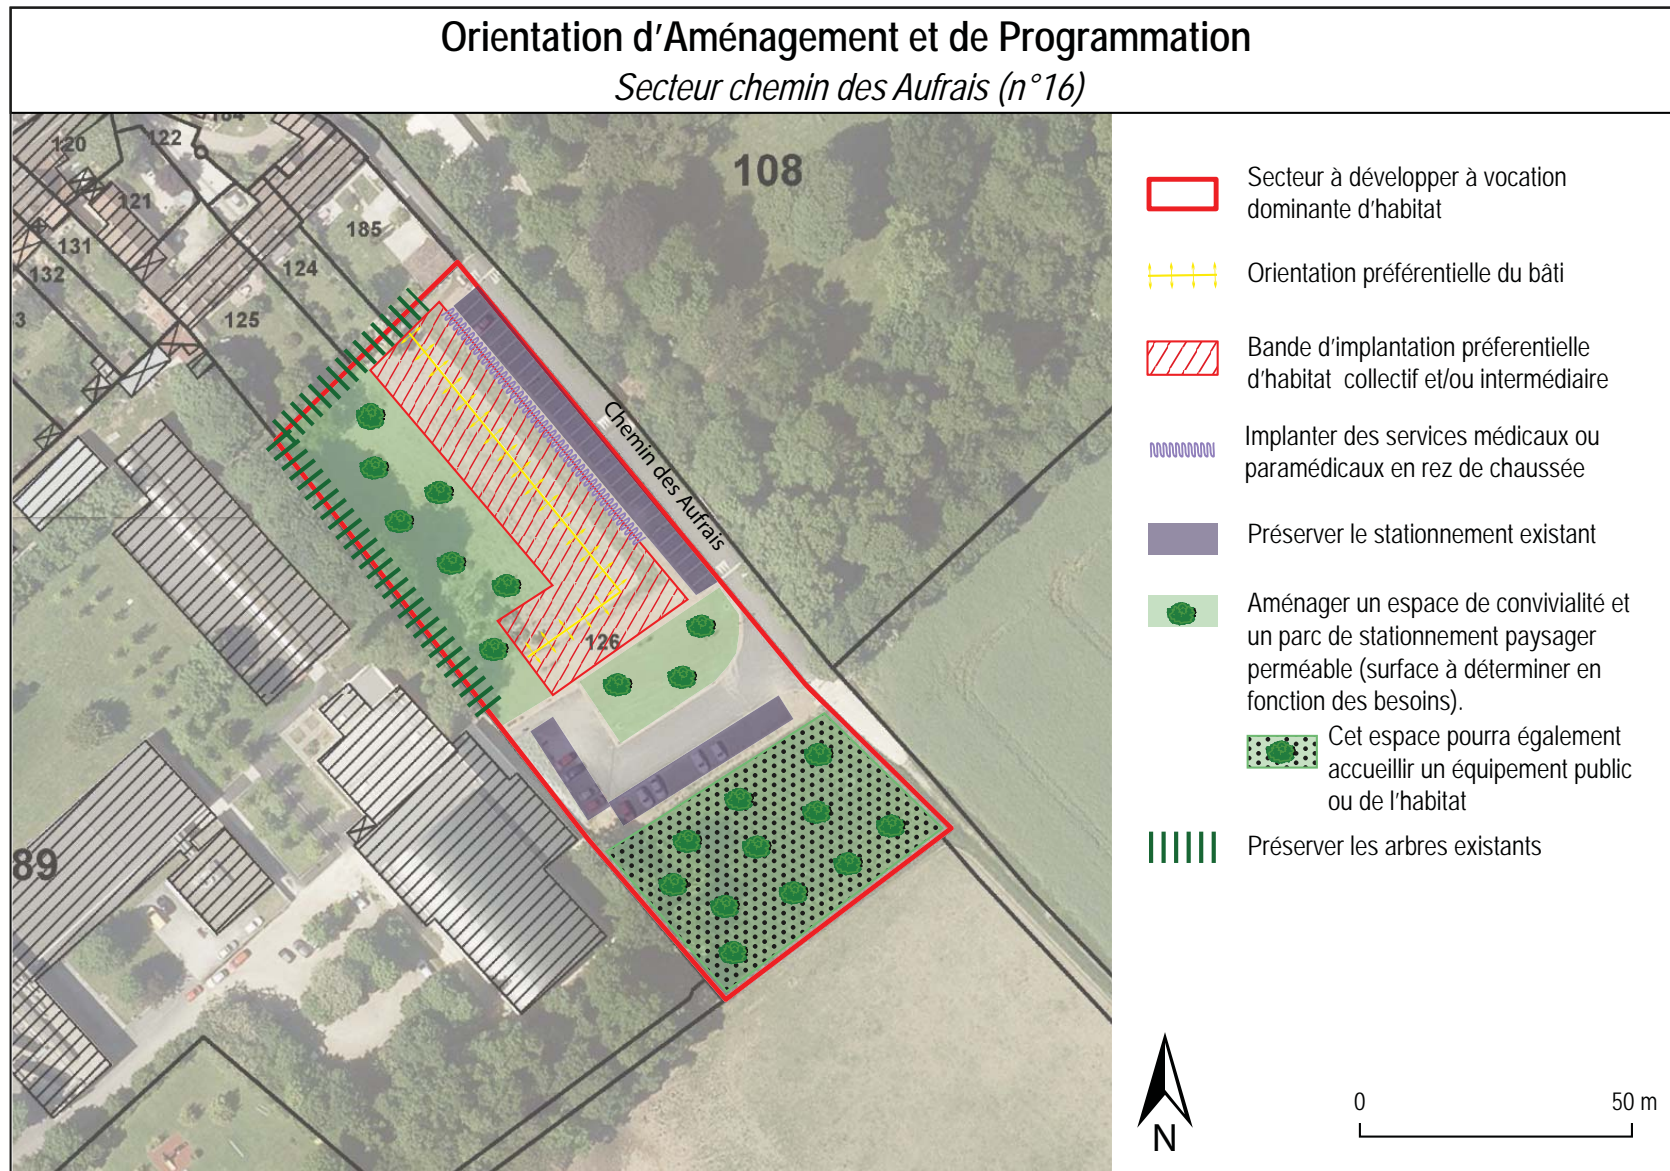 Orientation d'Aménagement et de Programmation
Secteur chemin des Aufrais (n°16)
184
122
120
108
121
185
131
124
132
3
125
Chemin des Aufrais
126
89
Secteur à développer à vocation
dominante d'habitat
Orientation préférentielle du bâti
Bande d'implantation préferentielle
d'habitat collectif et/ou intermédiaire
Implanter des services médicaux ou
paramédicaux en rez de chaussée
Préserver le stationnement existant
Aménager un espace de convivialité et
un parc de stationnement paysager
perméable (surface à déterminer en
fonction des besoins).
Cet espace pourra également
accueillir un équipement public
ou de l'habitat
Préserver les arbres existants
N
0
50 m